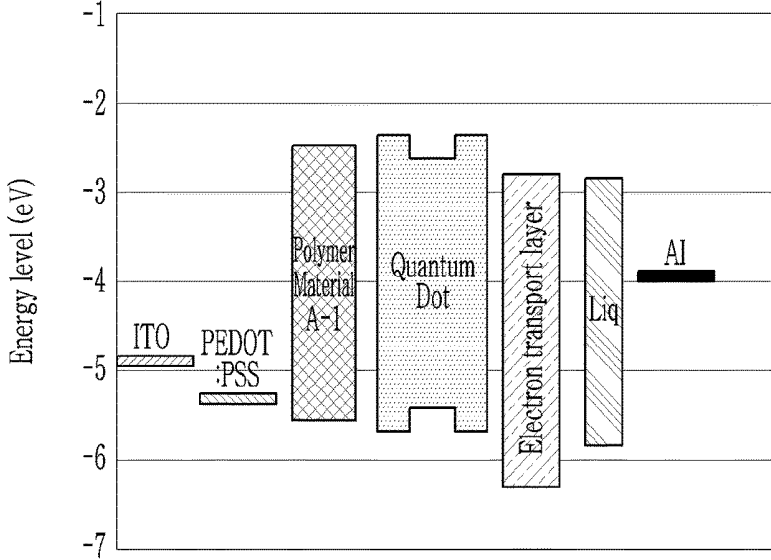 Energy level (eV)
-1
-2
-3
-4
-5
-6
-7
ITO
PEDOT
:PSS
Polymer
Material
A-1
Quantum
Dot
Electron transport layer
Liq
Al